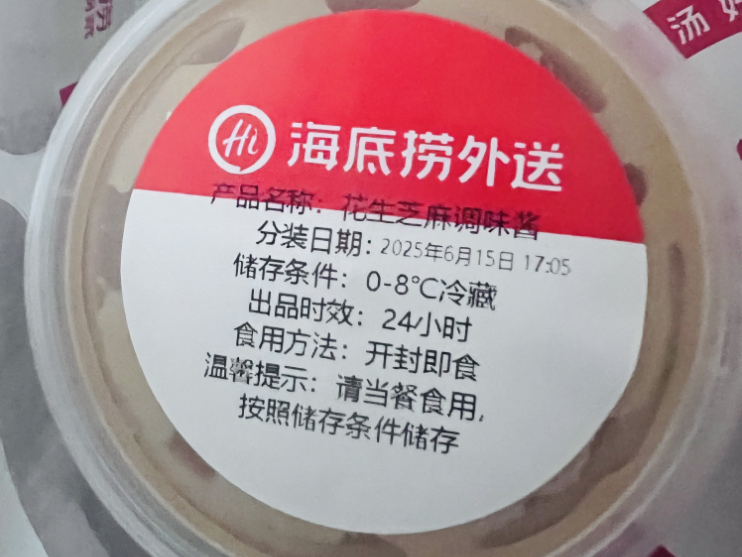 Hi 海底捞外送
产品名称：花生芝麻调味酱
分装日期：2025年6月15日 17:05
储存条件：0-8°C冷藏
出品时效：24小时
食用方法：开封即食
温馨提示：请当餐食用,
按照储存条件储存
汤